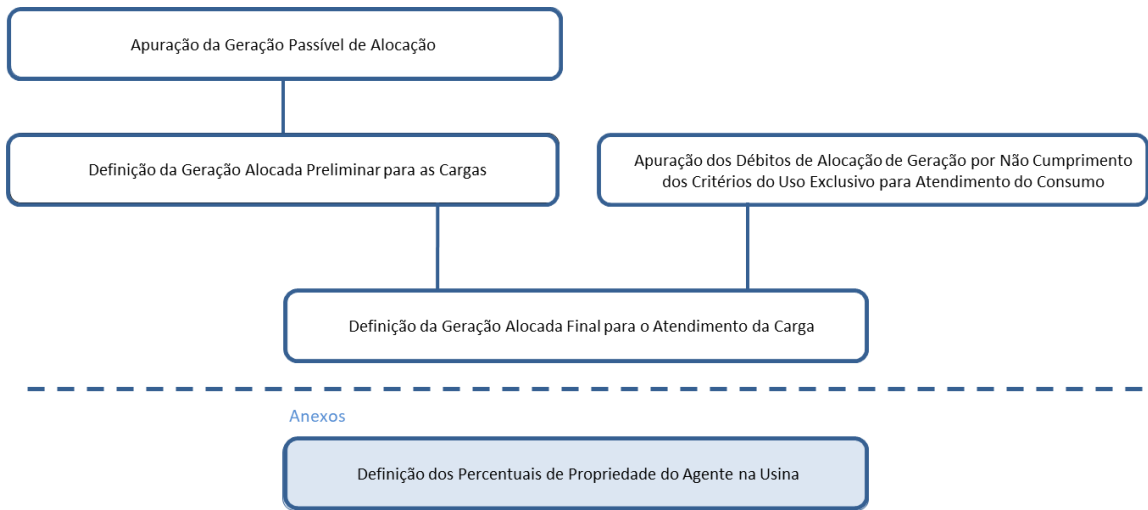 Apuração da Geração Passível de Alocação
Definição da Geração Alocada Preliminar para as Cargas
Apuração dos Débitos de Alocação de Geração por Não Cumprimento
dos Critérios do Uso Exclusivo para Atendimento do Consumo
Definição da Geração Alocada Final para o Atendimento da Carga
Anexos
Definição dos Percentuais de Propriedade do Agente na Usina